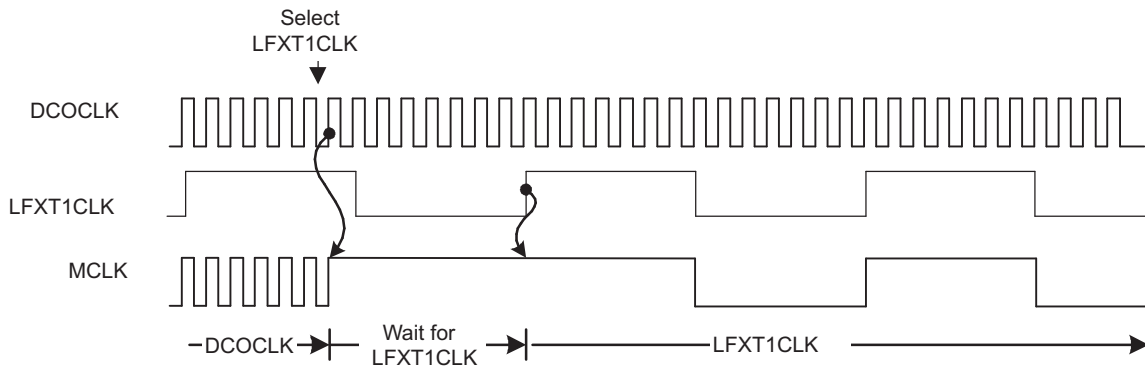 Select
LFXT1CLK
DCOCLK
LFXT1CLK
MCLK
DCOCLK
Wait for
LFXT1CLK
LFXT1CLK